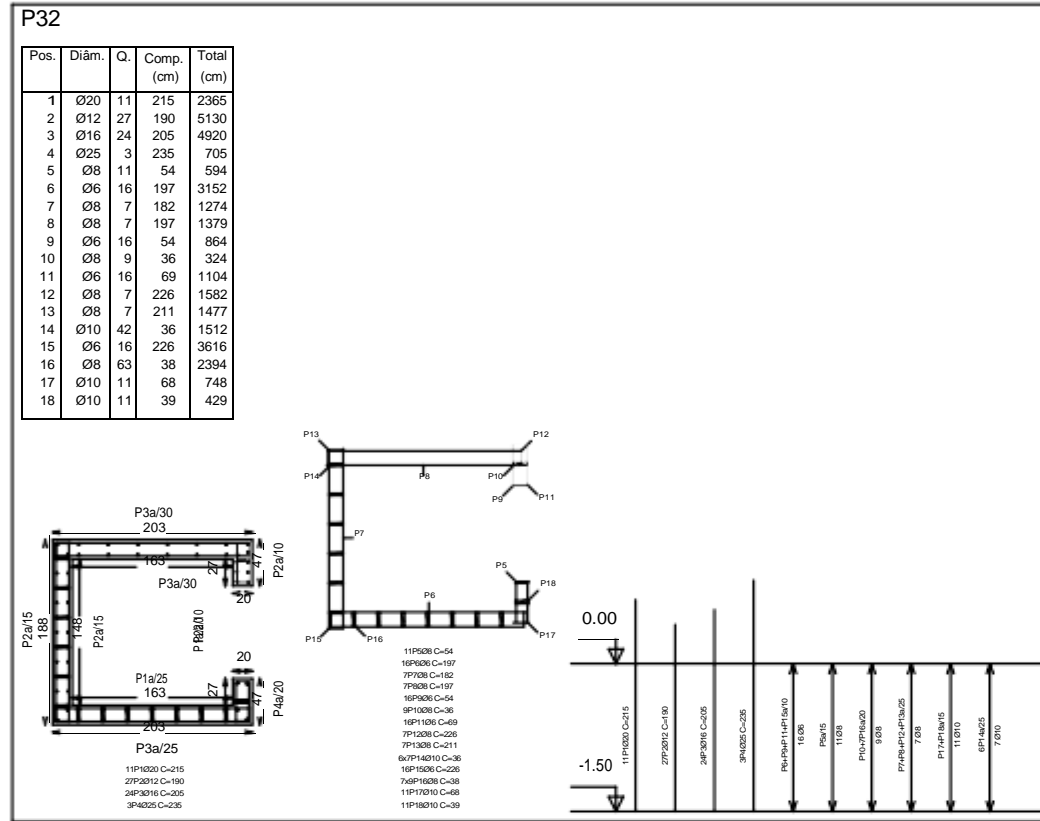 P32
Pos. Diâm. Q. Comp. (cm) Total (cm)
1 Ø20 11 215 2365
2 Ø12 27 190 5130
3 Ø16 24 205 4920
4 Ø25 3 235 705
5 Ø8 11 54 594
6 Ø6 16 197 3152
7 Ø8 7 182 1274
8 Ø8 7 197 1379
9 Ø6 16 54 864
10 Ø8 9 36 324
11 Ø6 16 69 1104
12 Ø8 7 226 1582
13 Ø8 7 211 1477
14 Ø10 42 36 1512
15 Ø6 16 226 3616
16 Ø8 63 38 2394
17 Ø10 11 68 748
18 Ø10 11 39 429
P3a/30
203
163
P3a/30
27
47
P2a/10
20
P2a/15
188
148
P2a/15
20
P1a/25
163
27
47
P4a/20
203
P3a/25
11P1Ø20 C=215
27P2Ø12 C=190
24P3Ø16 C=205
3P4Ø25 C=235
P13
P12
P14
P8
P10
P9
P11
P7
P5
P6
P18
P15
P16
P17
11P5Ø8 C=54
16P6Ø6 C=197
7P7Ø8 C=182
7P8Ø8 C=197
16P9Ø6 C=54
9P10Ø8 C=36
16P11Ø6 C=69
7P12Ø8 C=226
7P13Ø8 C=211
6x7P14Ø10 C=36
16P15Ø6 C=226
7x9P16Ø8 C=38
11P17Ø10 C=68
11P18Ø10 C=39
0.00
-1.50
11P1Ø20 C=215
27P2Ø12 C=190
24P3Ø16 C=205
3P4Ø25 C=235
P6+P9+P11+P15a/10
16 Ø6
P5a/15
11 Ø8
P10+7P16a/20
9 Ø8
P7+P8+P12+P13a/25
7 Ø8
P17+P18a/15
11 Ø10
6P14a/25
7 Ø10